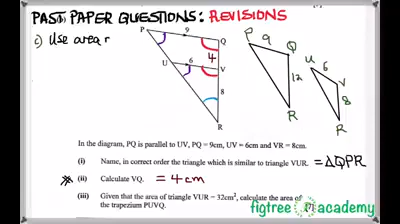 PAST PAPER QUESTIONS: REVISIONS
c) Use area r
P 9 Q
U 6 V
4
8
R
P 9 Q
12
R
U 6 V
8
R
In the diagram, PQ is parallel to UV, PQ = 9cm, UV = 6cm and VR = 8cm.
(i) Name, in correct order the triangle which is similar to triangle VUR. = ΔQPR
(ii) Calculate VQ. = 4cm
(iii) Given that the area of triangle VUR = 32cm², calculate the area of
the trapezium PUVQ.
figtree academy